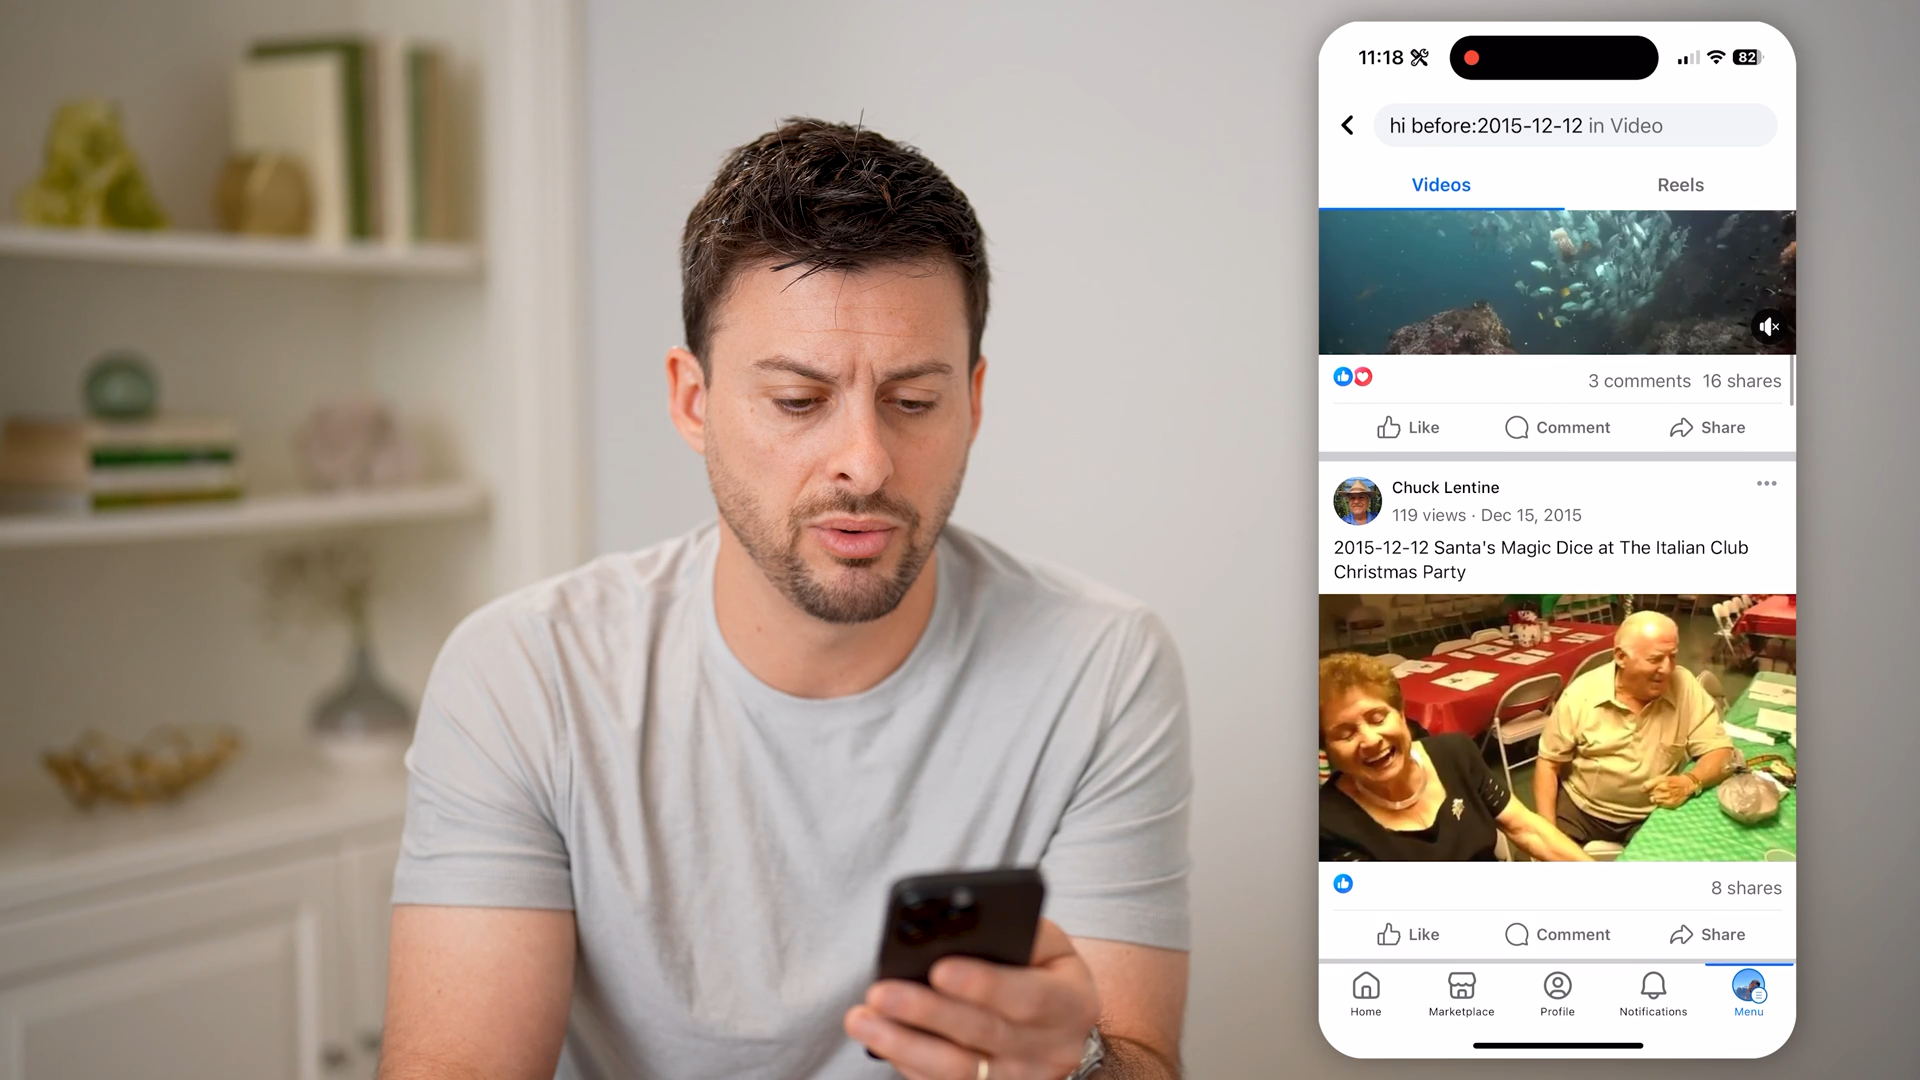 11:18
82
hi before:2015-12-12 in Video
Videos
Reels
3 comments 16 shares
Like
Comment
Share
Chuck Lentine
119 views · Dec 15, 2015
2015-12-12 Santa's Magic Dice at The Italian Club
Christmas Party
8 shares
Like
Comment
Share
Home
Marketplace
Profile
Notifications
Menu